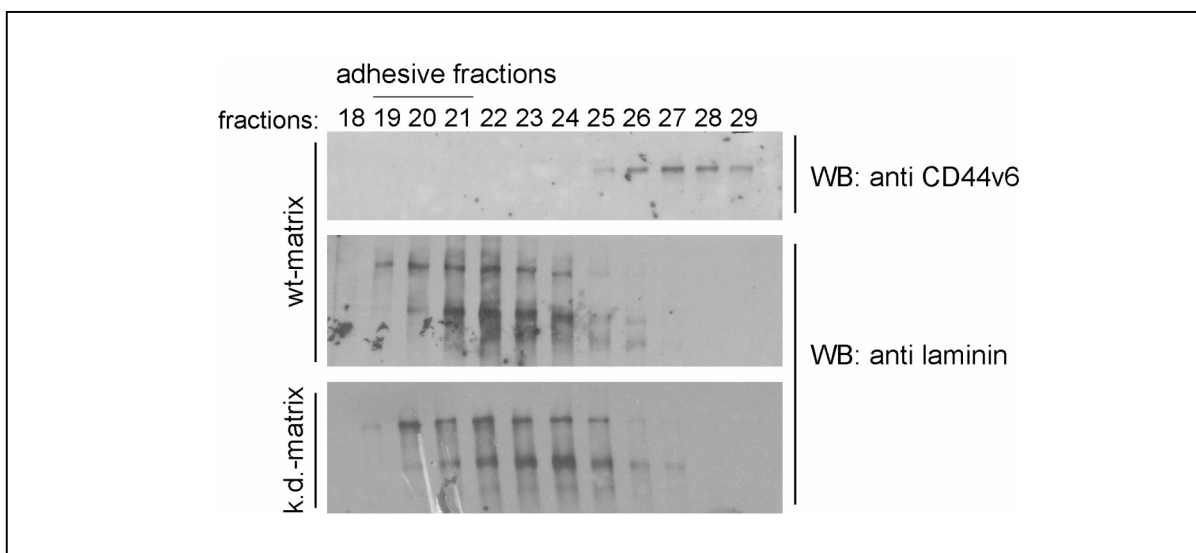 adhesive fractions
fractions: 18 19 20 21 22 23 24 25 26 27 28 29
WB: anti CD44v6
wt-matrix
WB: anti laminin
k.d.-matrix